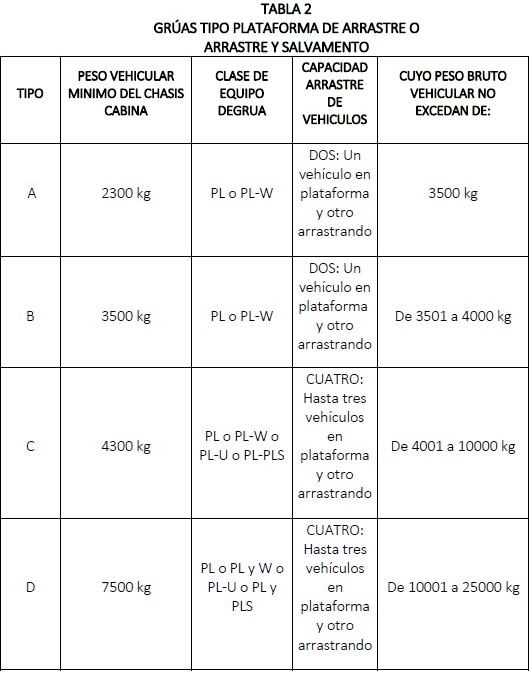 TABLA 2
GRÚAS TIPO PLATAFORMA DE ARRASTRE O
ARRASTRE Y SALVAMENTO
TIPO
PESO VEHICULAR
MINIMO DEL CHASIS
CABINA
CLASE DE
EQUIPO
DEGRUA
CAPACIDAD
ARRASTRE
DE
VEHICULOS
CUYO PESO BRUTO
VEHICULAR NO
EXCEDAN DE:
A
2300 kg
PL o PL-W
DOS: Un
vehículo en
plataforma
y otro
arrastrando
3500 kg
B
3500 kg
PL o PL-W
DOS: Un
vehículo en
plataforma
y otro
arrastrando
De 3501 a 4000 kg
C
4300 kg
PL o PL-W o
PL-U o PL-PLS
CUATRO:
Hasta tres
vehículos
en
plataforma
y otro
arrastrando
De 4001 a 10000 kg
D
7500 kg
PL o PL y W o
PL-U o PL y
PLS
CUATRO:
Hasta tres
vehículos
en
plataforma
y otro
arrastrando
De 10001 a 25000 kg